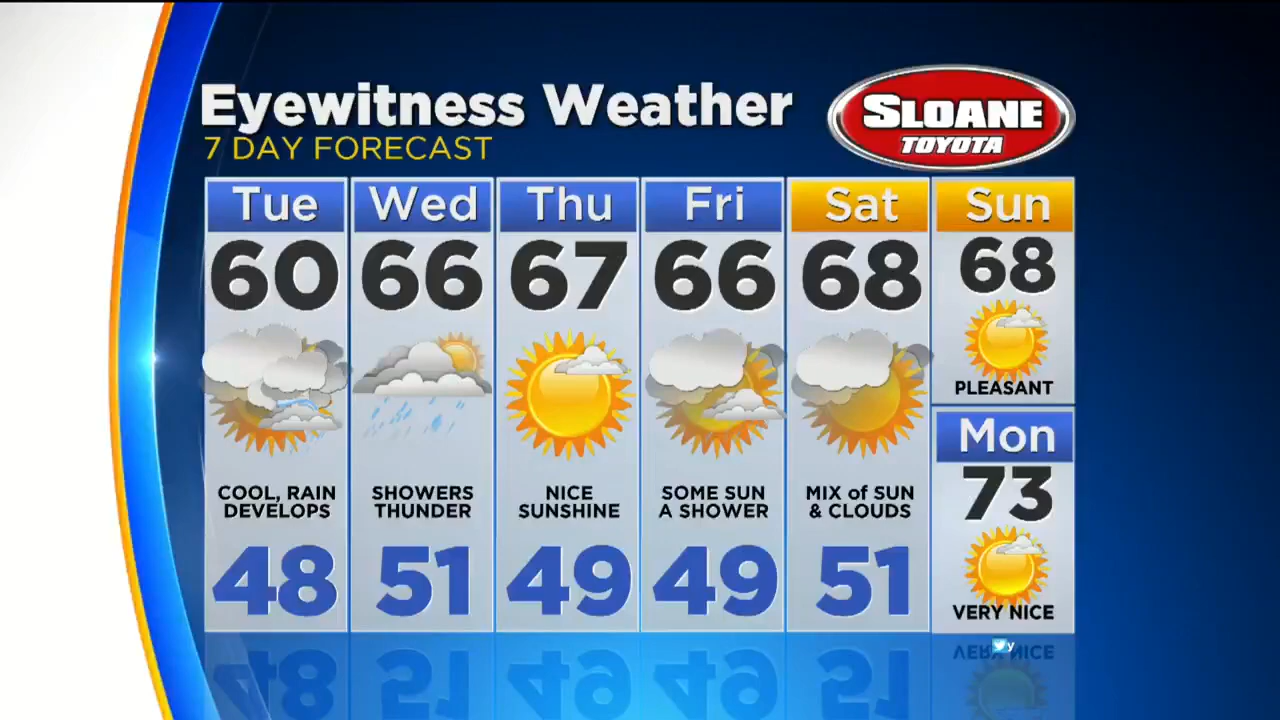 Eyewitness Weather
7 DAY FORECAST
SLOANE
TOYOTA
Tue
60
COOL, RAIN
DEVELOPS
48
Wed
66
SHOWERS
THUNDER
51
Thu
67
NICE
SUNSHINE
49
Fri
66
SOME SUN
A SHOWER
49
Sat
68
MIX of SUN
& CLOUDS
51
Sun
68
PLEASANT
Mon
73
VERY NICE
y